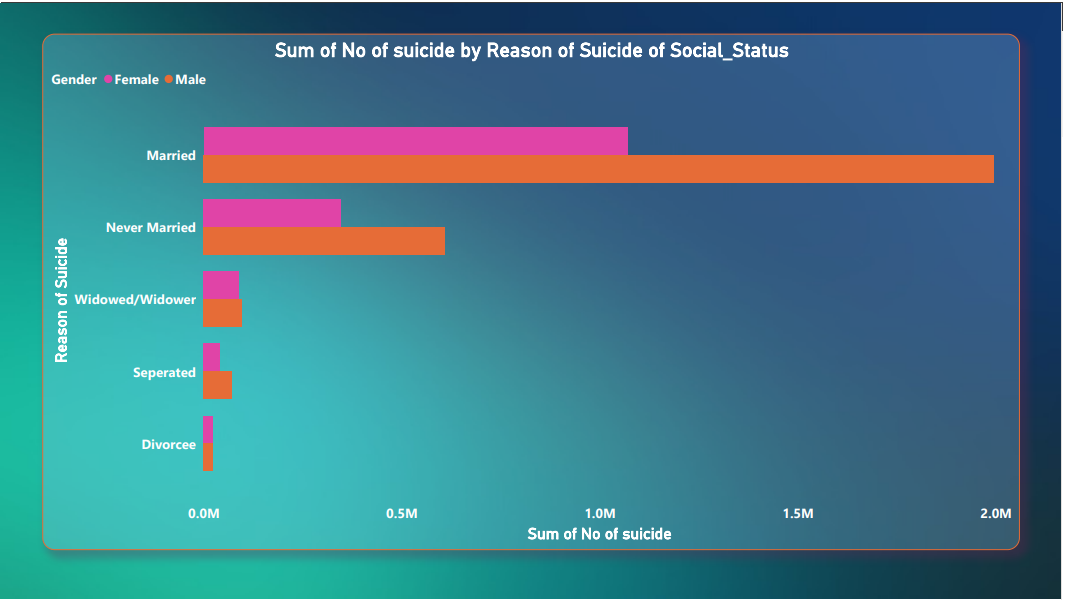 Sum of No of suicide by Reason of Suicide of Social_Status
Gender Female Male
Married
Never Married
Widowed/Widower
Seperated
Divorcee
Reason of Suicide
0.0M 0.5M 1.0M 1.5M 2.0M
Sum of No of suicide